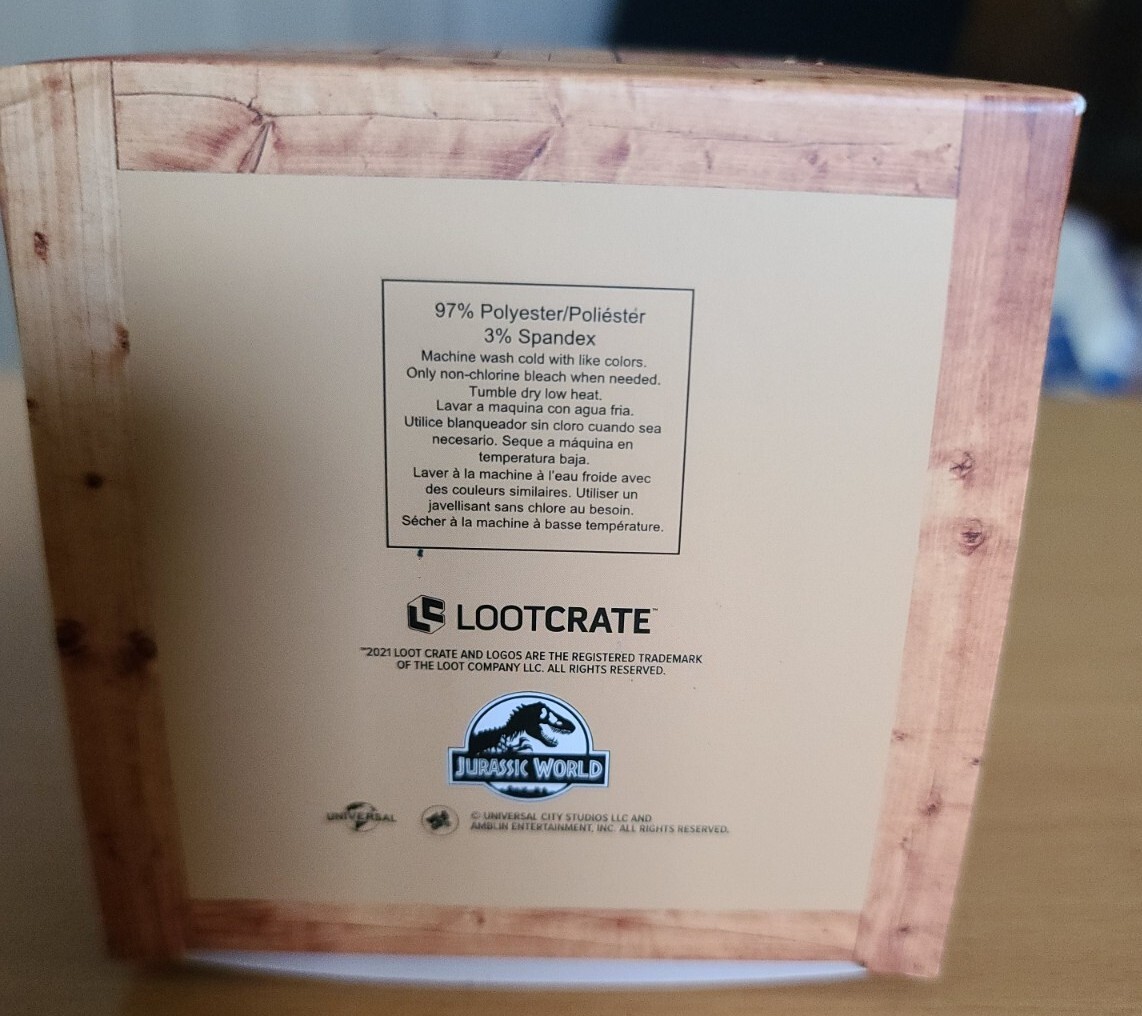 97% Polyester/Poliéster
3% Spandex
Machine wash cold with like colors.
Only non-chlorine bleach when needed.
Tumble dry low heat.
Lavar a maquina con agua fria.
Utilice blanqueador sin cloro cuando sea
necesario. Seque a máquina en
temperatura baja.
Laver à la machine à l'eau froide avec
des couleurs similaires. Utiliser un
javellisant sans chlore au besoin.
Sécher à la machine à basse température.
LC LOOTCRATE™
™2021 LOOT CRATE AND LOGOS ARE THE REGISTERED TRADEMARK
OF THE LOOT COMPANY LLC. ALL RIGHTS RESERVED.
JURASSIC WORLD
UNIVERSAL
© UNIVERSAL CITY STUDIOS LLC AND
AMBLIN ENTERTAINMENT, INC. ALL RIGHTS RESERVED.